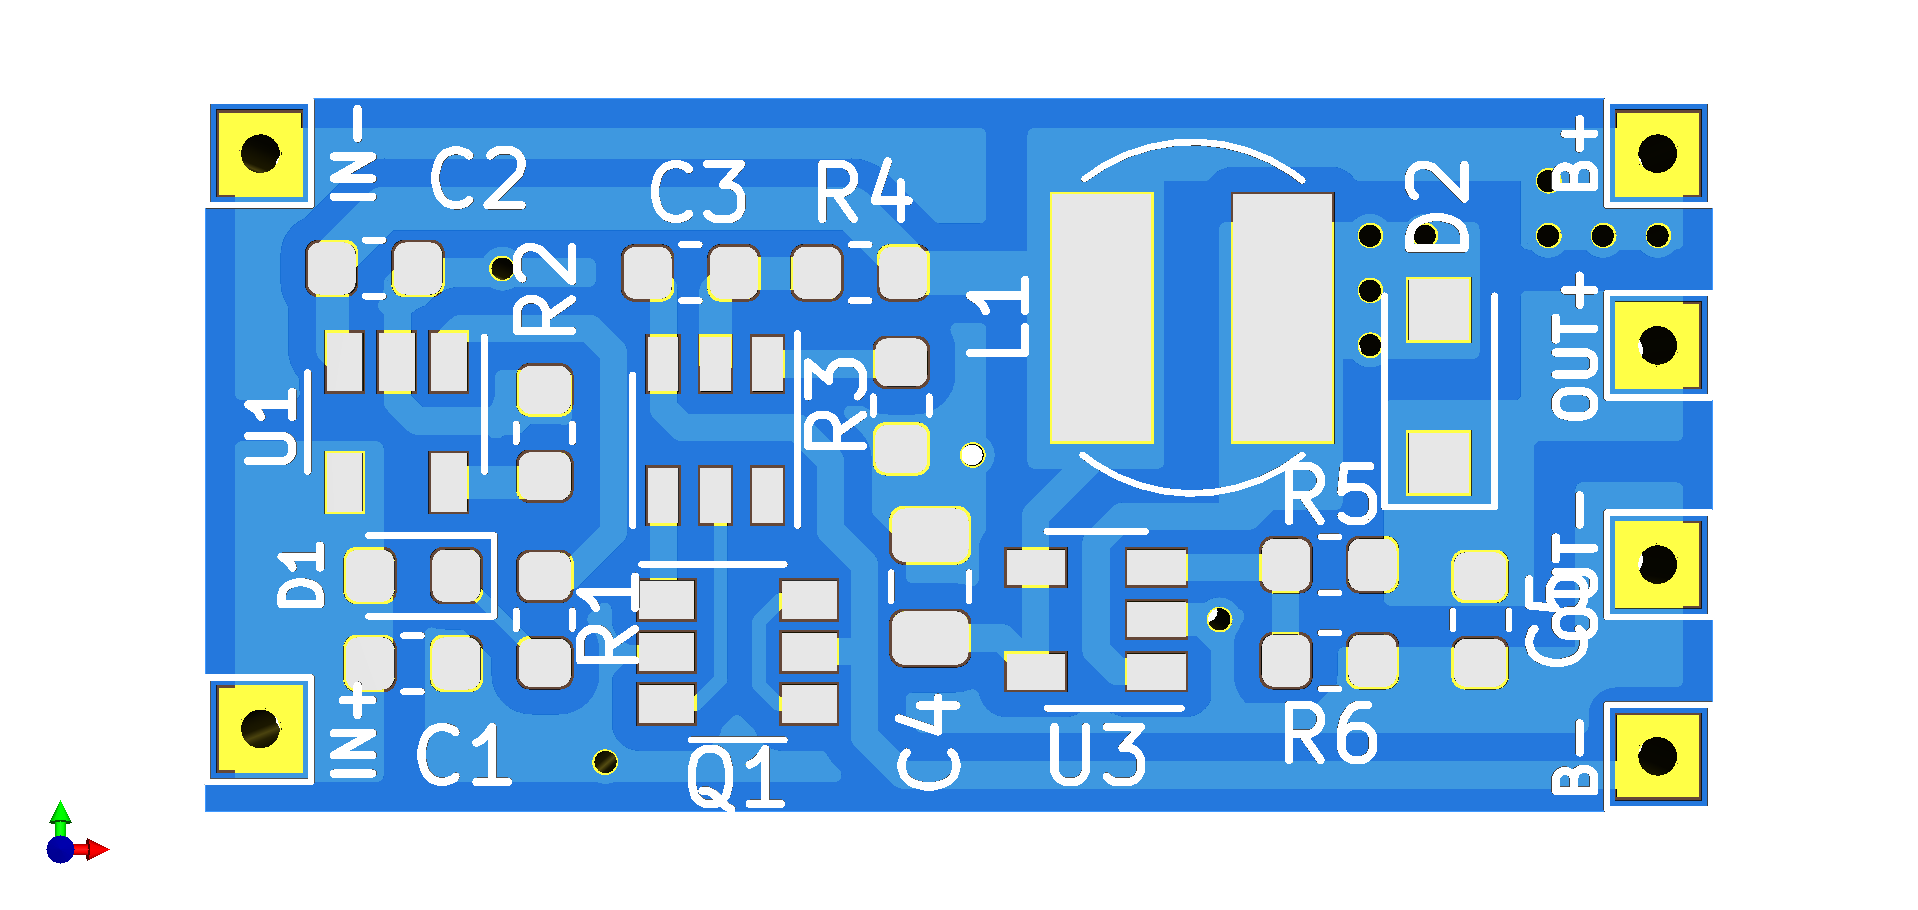 IN-
C2
C3
R4
D2
B+
R2
L1
OUT+
U1
R3
R5
D1
R1
C5
OUT-
IN+
C1
Q1
C4
U3
R6
B-